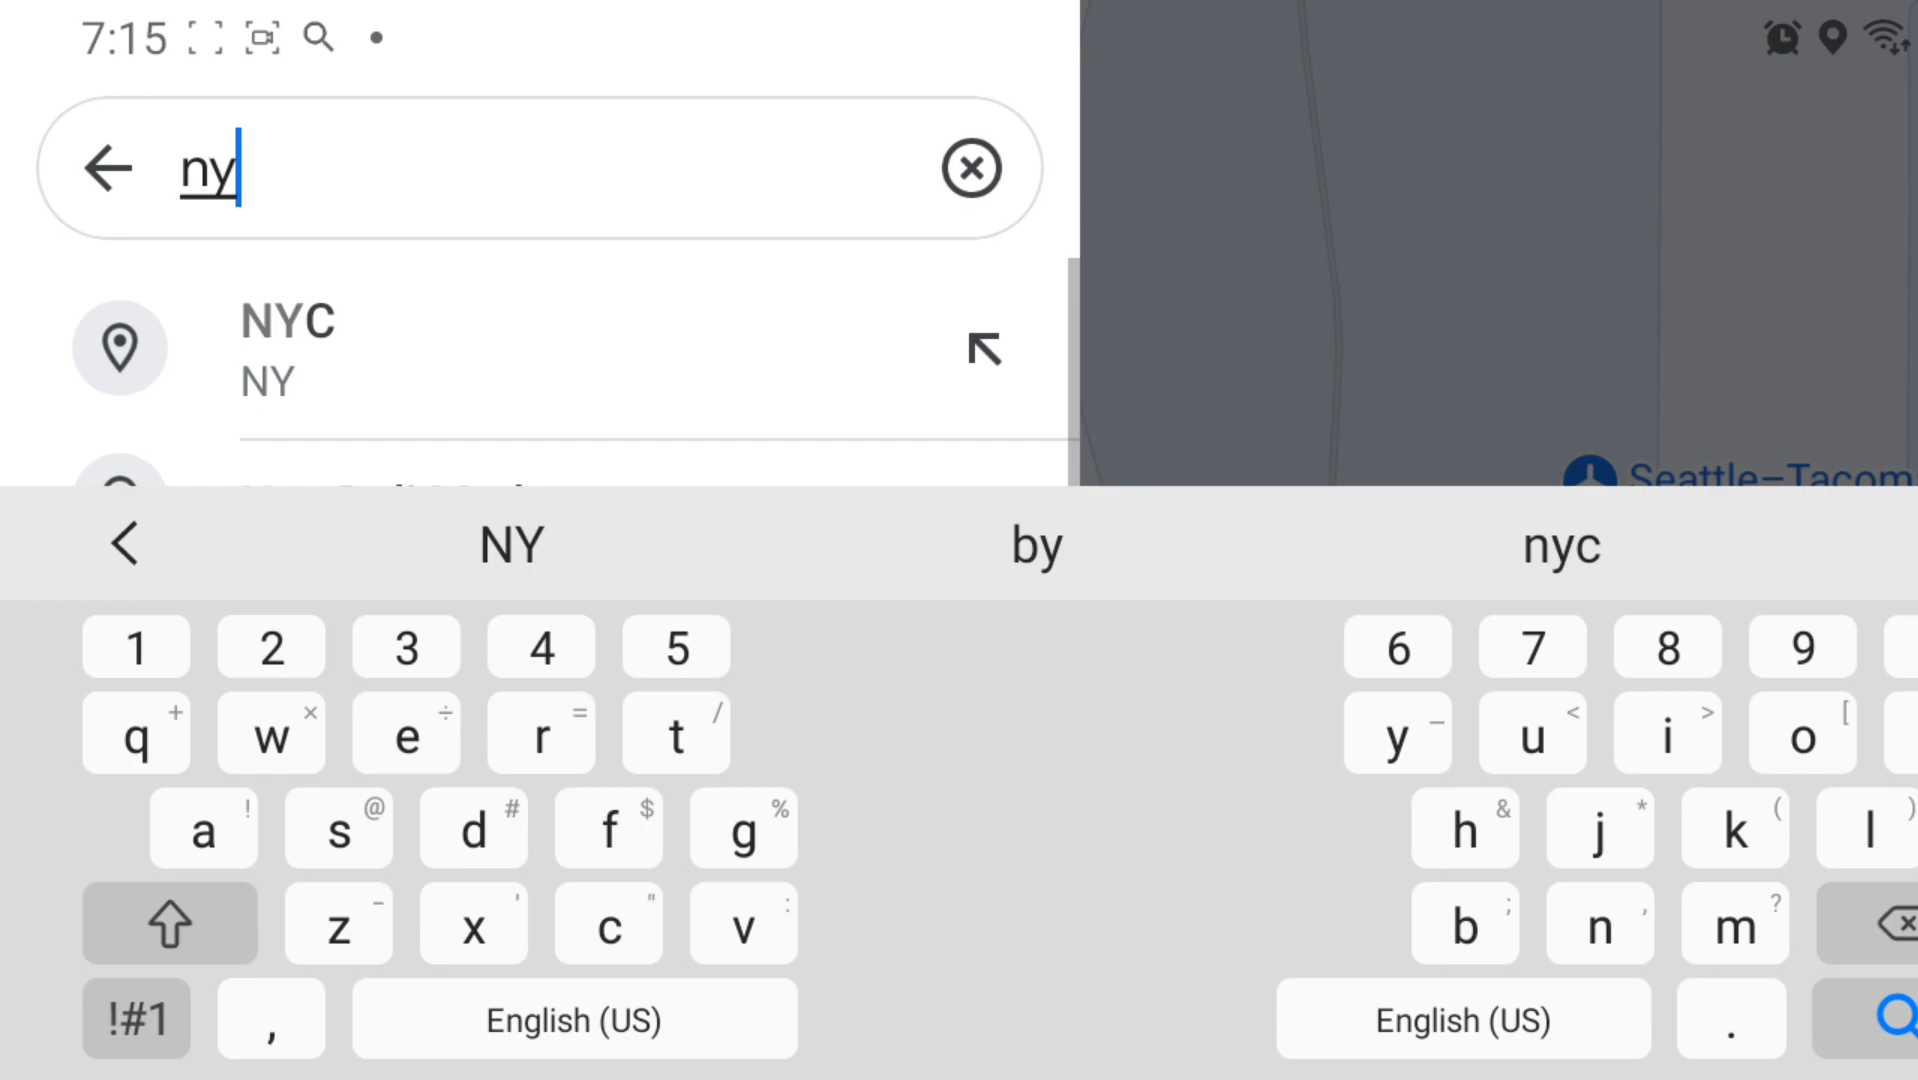 7:15
ny
NYC
NY
Seattle–Tacom
NY by nyc
1 2 3 4 5 6 7 8 9
q + w × e ÷ r = t / y _ u < i > o [
a ! s @ d # f $ g % h & j * k ( l )
z - x ' c " v : b ; n , m ?
!#1 , English (US) English (US) .